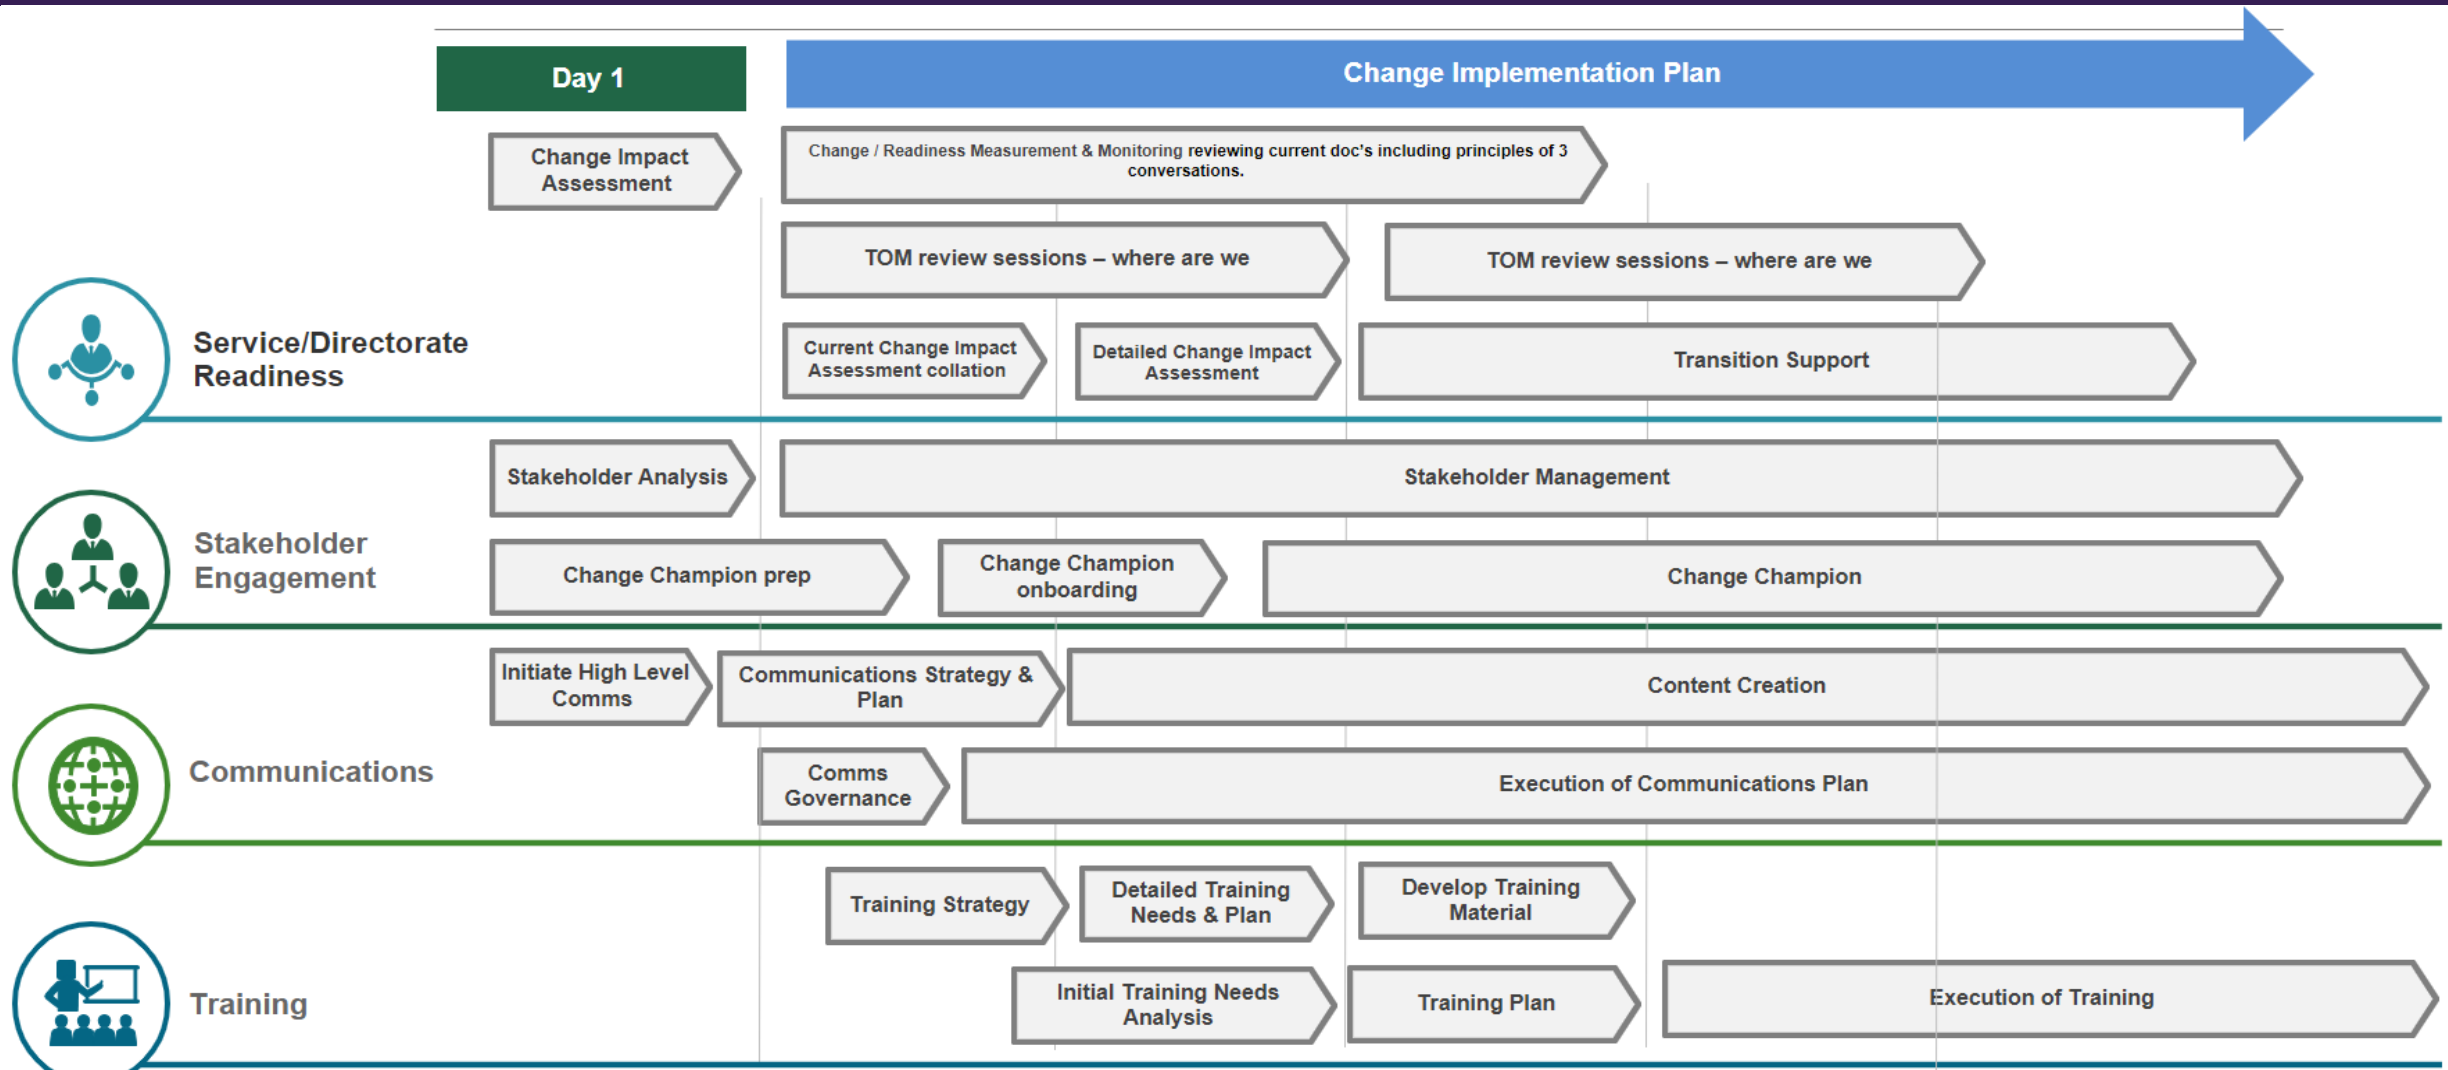 Day 1
Change Implementation Plan
Change Impact
Assessment
Change / Readiness Measurement & Monitoring reviewing current doc's including principles of 3
conversations.
TOM review sessions – where are we
TOM review sessions – where are we
Service/Directorate
Readiness
Current Change Impact
Assessment collation
Detailed Change Impact
Assessment
Transition Support
Stakeholder Analysis
Stakeholder Management
Stakeholder
Engagement
Change Champion prep
Change Champion
onboarding
Change Champion
Initiate High Level
Comms
Communications Strategy &
Plan
Content Creation
Communications
Comms
Governance
Execution of Communications Plan
Training Strategy
Detailed Training
Needs & Plan
Develop Training
Material
Training
Initial Training Needs
Analysis
Training Plan
Execution of Training